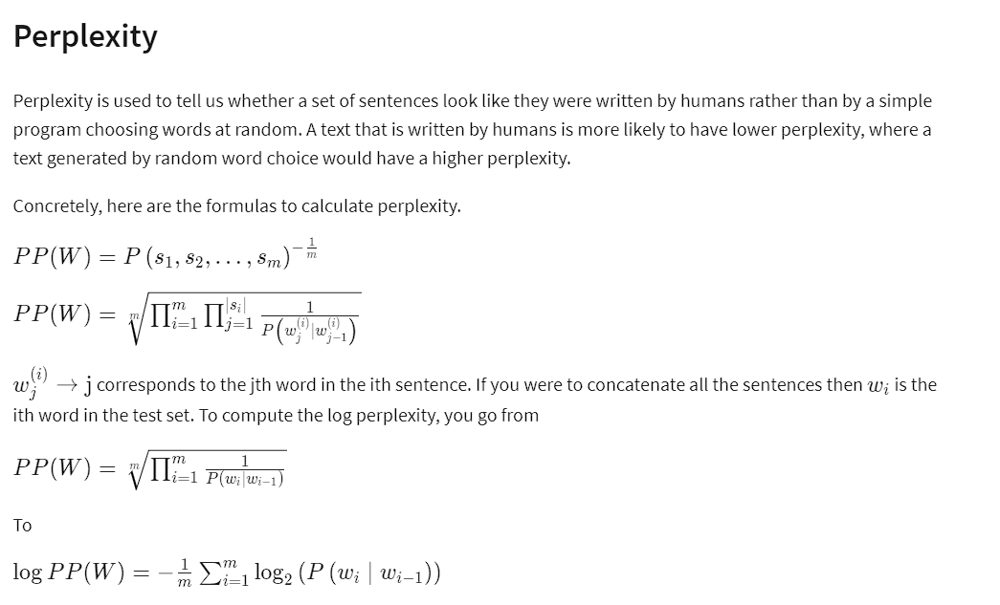 Perplexity
Perplexity is used to tell us whether a set of sentences look like they were written by humans rather than by a simple
program choosing words at random. A text that is written by humans is more likely to have lower perplexity, where a
text generated by random word choice would have a higher perplexity.
Concretely, here are the formulas to calculate perplexity.
$PP(W) = P\left(s_1, s_2, \ldots, s_m\right)^{-\frac{1}{m}}$
$PP(W) = \sqrt[m]{\prod_{i=1}^{m} \prod_{j=1}^{|s_i|} \frac{1}{P\left(w_j^{(i)} | w_{j-1}^{(i)}\right)}}$
$w_j^{(i)} \rightarrow$ j corresponds to the jth word in the ith sentence. If you were to concatenate all the sentences then $w_i$ is the
ith word in the test set. To compute the log perplexity, you go from
$PP(W) = \sqrt[m]{\prod_{i=1}^{m} \frac{1}{P(w_i | w_{i-1})}}$
To
$\log PP(W) = -\frac{1}{m} \sum_{i=1}^{m} \log_2 \left(P\left(w_i \mid w_{i-1}\right)\right)$